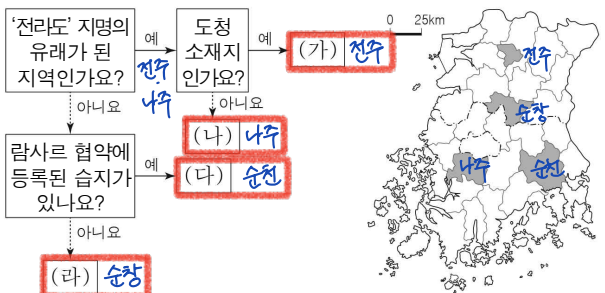 '전라도' 지명의
유래가 된
지역인가요?
예
전주
·
나주
도청
소재지
인가요?
예
(가) 전주
아니요
(나) 나주
아니요
람사르 협약에
등록된 습지가
있나요?
예
(다) 순천
아니요
(라) 순창
0 25km
전주
순창
나주
순천